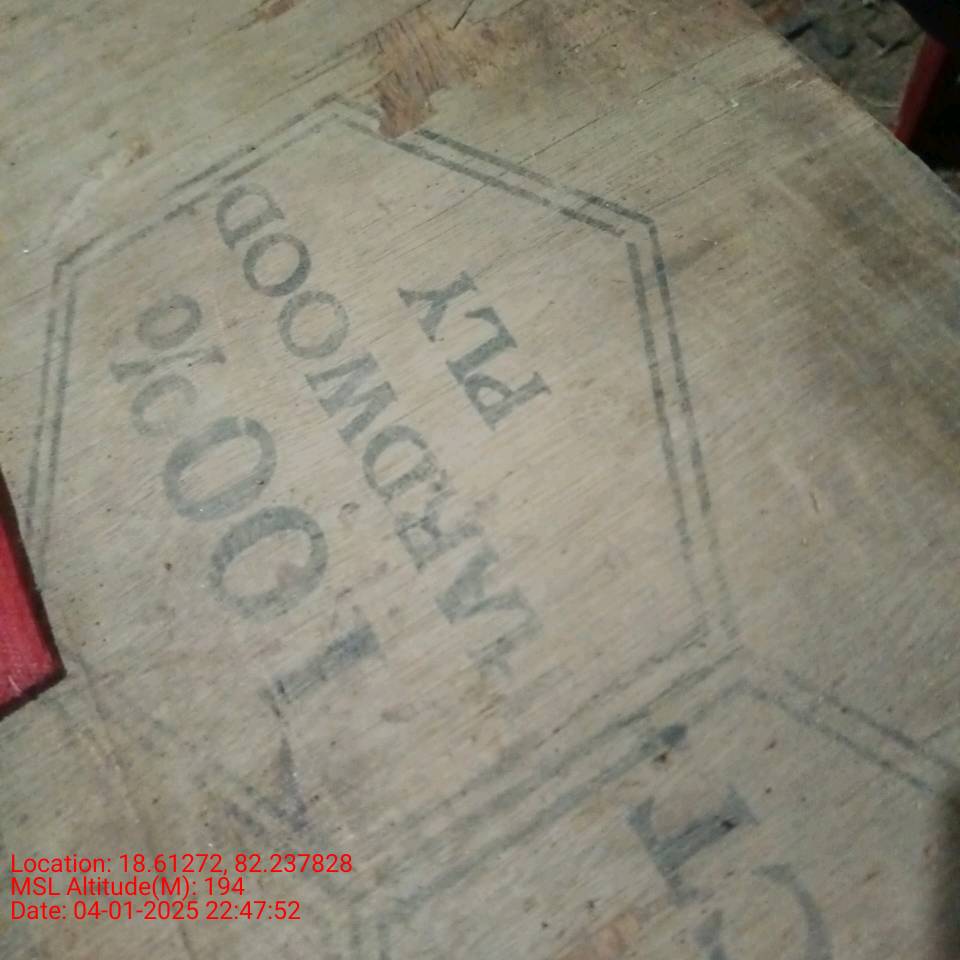 100%
HARDWOOD
PLY
Location: 18.61272, 82.237828
MSL Altitude(M): 194
Date: 04-01-2025 22:47:52